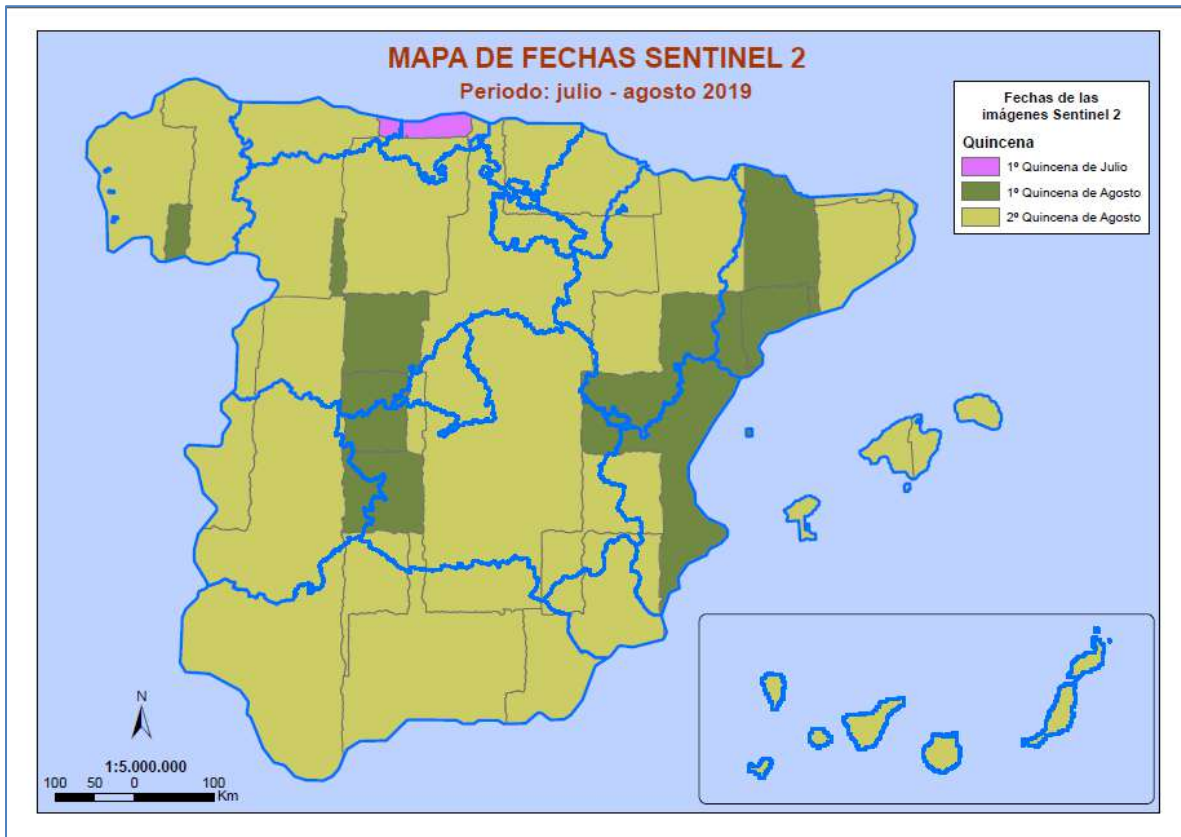 MAPA DE FECHAS SENTINEL 2
Periodo: julio - agosto 2019
Fechas de las
imágenes Sentinel 2
Quincena
1º Quincena de Julio
1º Quincena de Agosto
2º Quincena de Agosto
N
1:5.000.000
100 50 0 100
Km